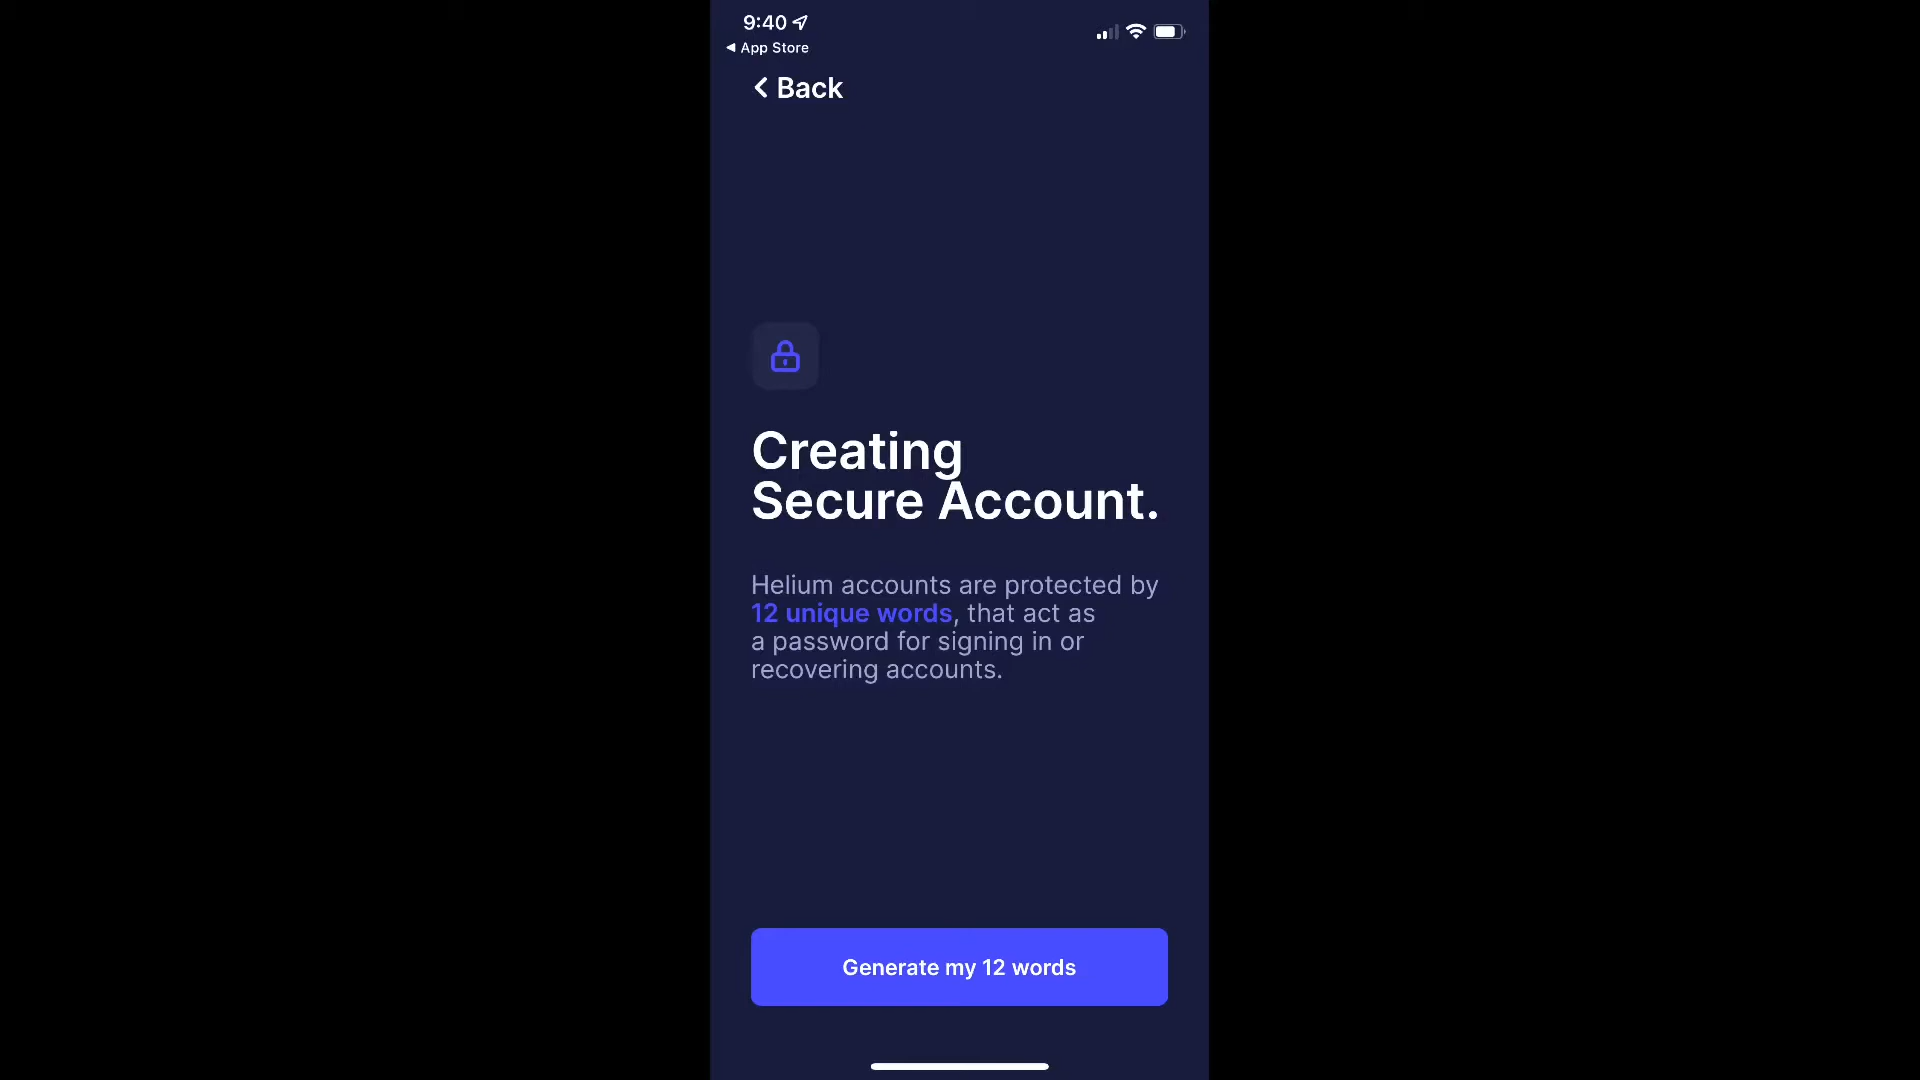 9:40
App Store
Back
Creating
Secure Account.
Helium accounts are protected by
12 unique words, that act as
a password for signing in or
recovering accounts.
Generate my 12 words